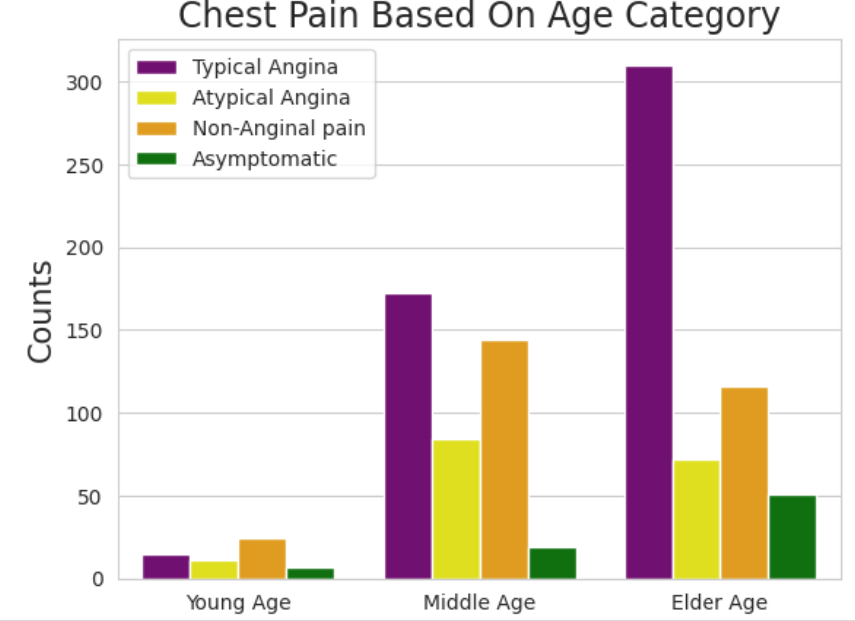 Chest Pain Based On Age Category
Typical Angina
Atypical Angina
Non-Anginal pain
Asymptomatic
Counts
300
250
200
150
100
50
0
Young Age
Middle Age
Elder Age